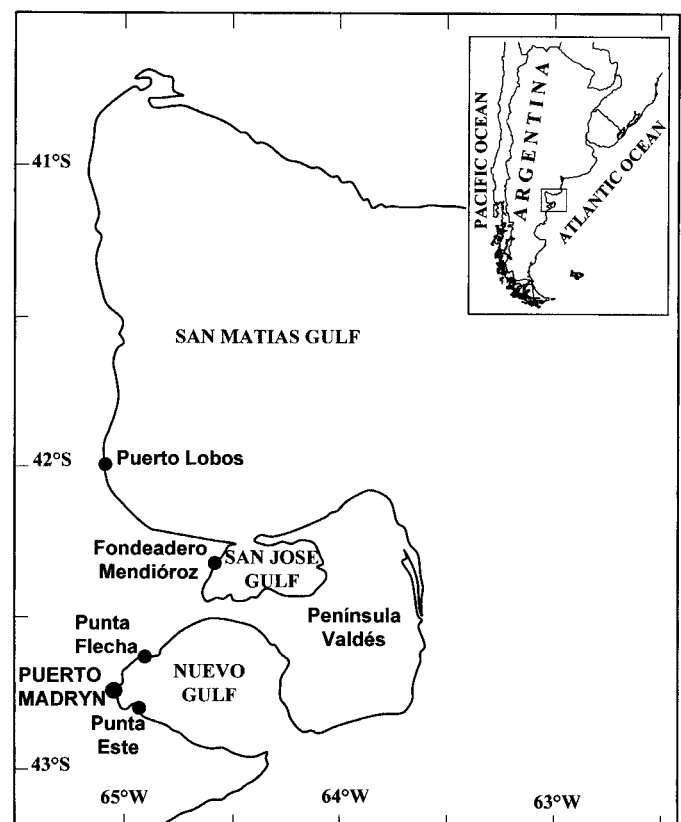 PACIFIC OCEAN
ARGENTINA
ATLANTIC OCEAN
41°S
SAN MATIAS GULF
42°S
Puerto Lobos
Fondeadero
Mendióroz
SAN JOSE
GULF
Península
Valdés
Punta
Flecha
PUERTO
MADRYN
NUEVO
GULF
Punta
Este
43°S
65°W
64°W
63°W